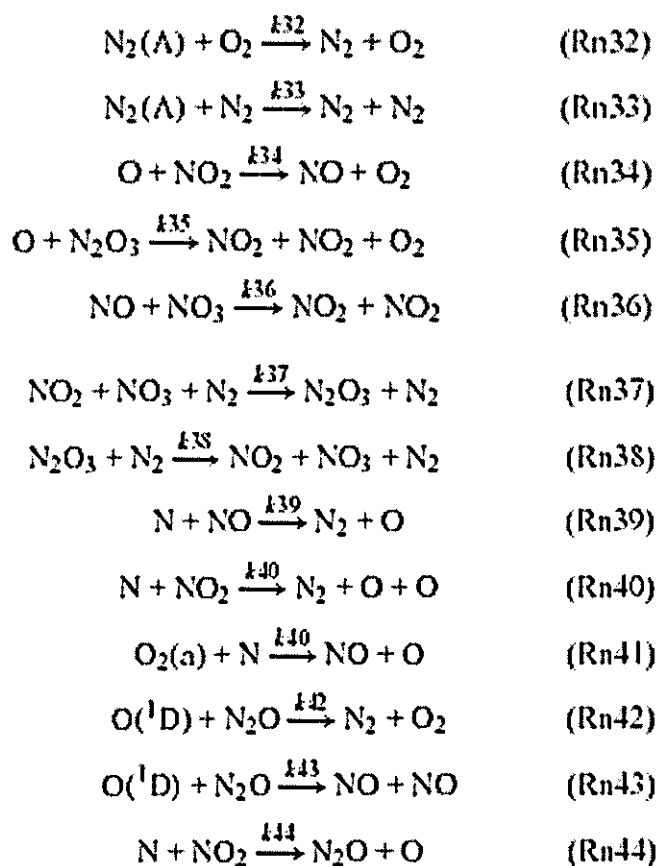 N₂(A) + O₂ —k32→ N₂ + O₂ (Rn32)
N₂(A) + N₂ —k33→ N₂ + N₂ (Rn33)
O + NO₂ —k34→ NO + O₂ (Rn34)
O + N₂O₃ —k35→ NO₂ + NO₂ + O₂ (Rn35)
NO + NO₃ —k36→ NO₂ + NO₂ (Rn36)
NO₂ + NO₃ + N₂ —k37→ N₂O₃ + N₂ (Rn37)
N₂O₃ + N₂ —k38→ NO₂ + NO₃ + N₂ (Rn38)
N + NO —k39→ N₂ + O (Rn39)
N + NO₂ —k40→ N₂ + O + O (Rn40)
O₂(a) + N —k40→ NO + O (Rn41)
O(¹D) + N₂O —k42→ N₂ + O₂ (Rn42)
O(¹D) + N₂O —k43→ NO + NO (Rn43)
N + NO₂ —k44→ N₂O + O (Rn44)